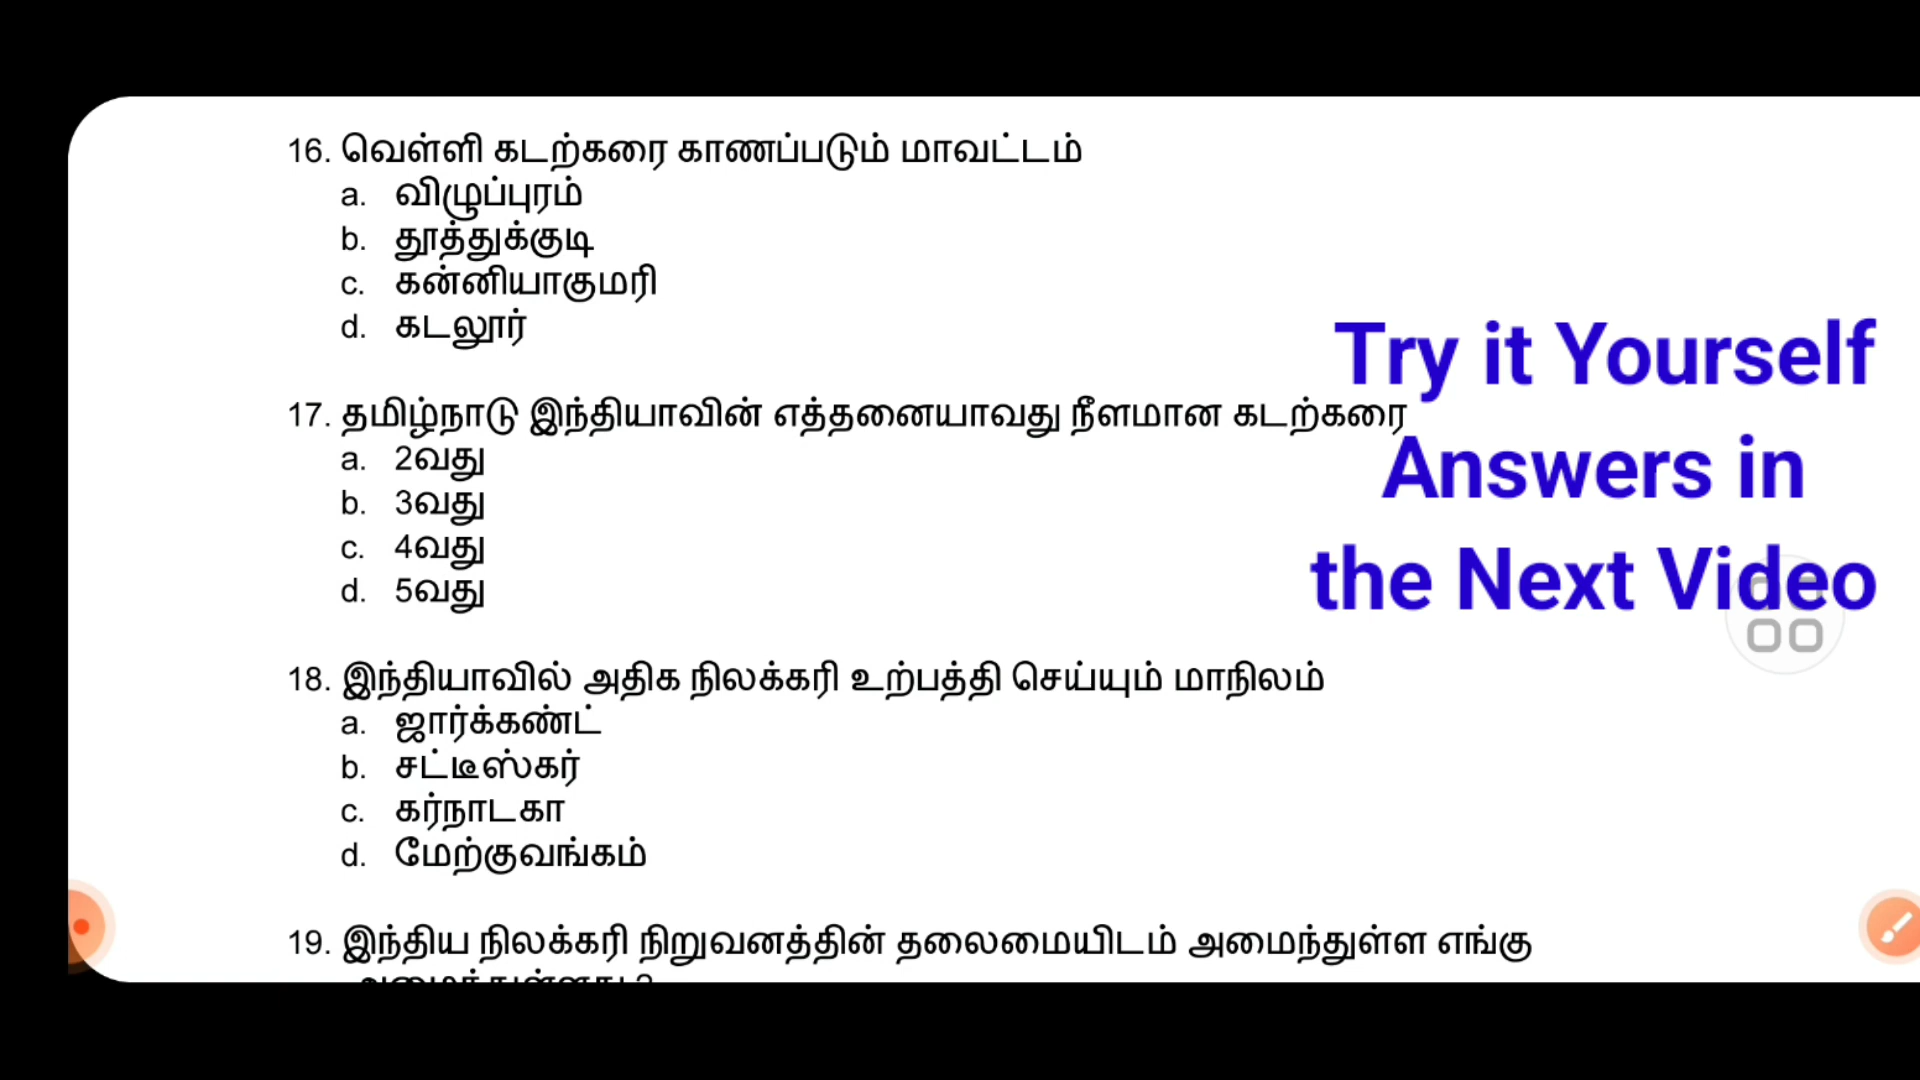 16. வெள்ளி கடற்கரை காணப்படும் மாவட்டம்
a. விழுப்புரம்
b. தூத்துக்குடி
c. கன்னியாகுமரி
d. கடலூர்
17. தமிழ்நாடு இந்தியாவின் எத்தனையாவது நீளமான கடற்கரை
a. 2வது
b. 3வது
c. 4வது
d. 5வது
18. இந்தியாவில் அதிக நிலக்கரி உற்பத்தி செய்யும் மாநிலம்
a. ஜார்க்கண்ட்
b. சட்டீஸ்கர்
c. கர்நாடகா
d. மேற்குவங்கம்
19. இந்திய நிலக்கரி நிறுவனத்தின் தலைமையிடம் அமைந்துள்ள எங்கு
Try it Yourself
Answers in
the Next Video